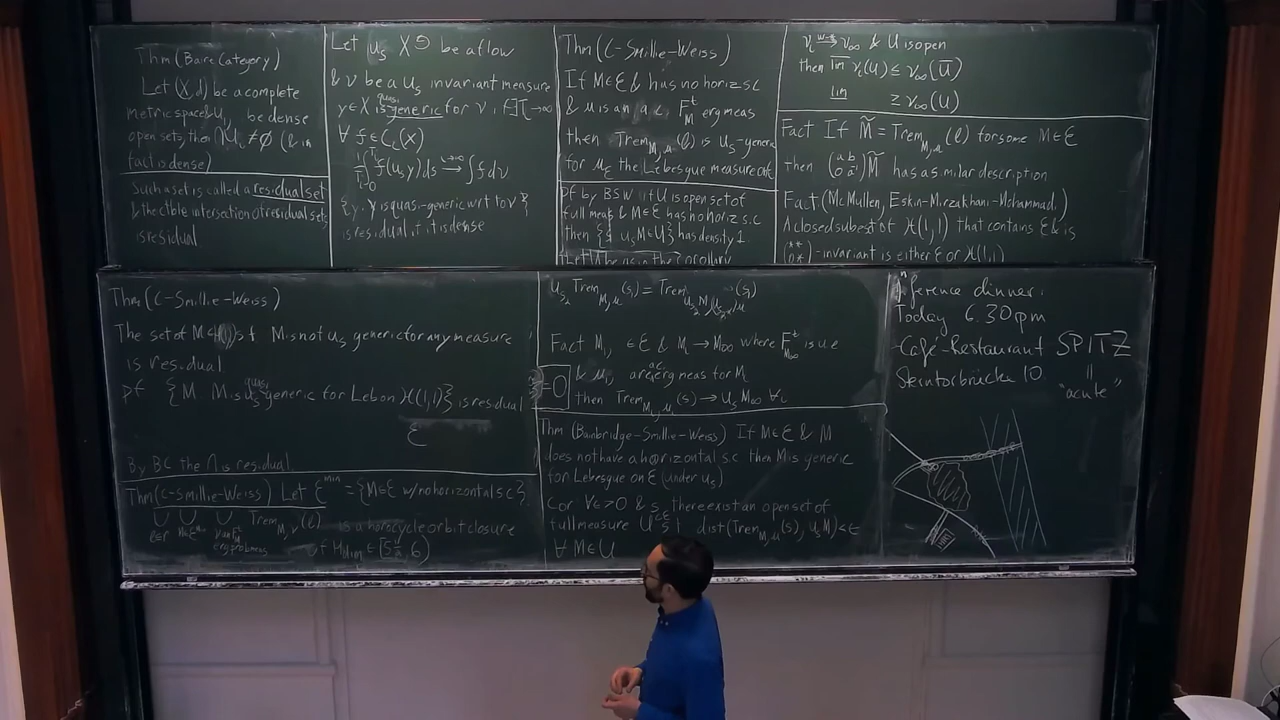 Thm (Baire Category)
Let (X,d) be a complete
metric space & U_i be dense
open sets, then ∩U_i ≠ ∅ (& in
fact is dense)
Such a set is called a residual set
& the ctble intersection of residual sets
is residual
Let u_s X be a flow
& ν be a u_s invariant measure
y∈X is quasi-generic for ν if ∃ T_i→∞
∀ f∈C_c(X)
1/T_i ∫_0^{T_i} f(u_s y)ds → ∫f dν
{y: y is quasi-generic wrt to ν}
is residual if it is dense
Thm (C-Smillie-Weiss)
If M∈ℰ & has no horiz s.c
& μ is an F_M^t erg meas
then Trem_{M,μ}(ℓ) is u_s-generic
for μ_ℰ the Lebesgue measure on ℰ
Pf by BSW if U is open set of
full meas & M∈ℰ has no horiz s.c
then {s: u_s M∈U} has density 1.
ν_i → ν_∞ & U is open
then lim ν_i(U) ≤ ν_∞(Ū)
lim ≥ ν_∞(U)
Fact If M̃ = Trem_{M,μ}(ℓ) for some M∈ℰ
then (a b 0 a^{-1}) M̃ has a similar description
Fact (McMullen, Eskin-Mirzakhani-Mohammadi)
A closed subset of ℋ(1,1) that contains ℰ & is
(* * 0 *)-invariant is either ℰ or ℋ(1,1)
Thm (C-Smillie-Weiss)
The set of M∈ℋ(1,1) s.t M is not u_s generic for any measure
is residual
pf {M: M is u_s quasi generic for Leb on ℋ(1,1)} is residual
ℰ
By BC the ∩ is residual
Thm (C-Smillie-Weiss) Let ℰ^min = {M∈ℰ w/ no horizontal s.c}
∪ ∪ ∪ Trem_{M,ν}(ℓ) is a horocycle orbit closure
Fact M_i ∈ℰ & M_i → M_∞ where F^t_{M_∞} is u.e
& μ_i are erg meas for M_i
=0
then Trem_{M_i,μ_i}(s) → u_s M_∞
Thm (Bainbridge-Smillie-Weiss) If M∈ℰ & M
does not have a horizontal s.c then M is generic
for Lebesgue on ℰ (under u_s)
Cor ∀ε>0 & s there exist an open set of
full measure U s.t dist(Trem_{M,μ}(s), u_s M)<ε
∀ M∈U
Today 6.30pm
Café-Restaurant SPITZ
Sterntorbrücke 10.
"acute"